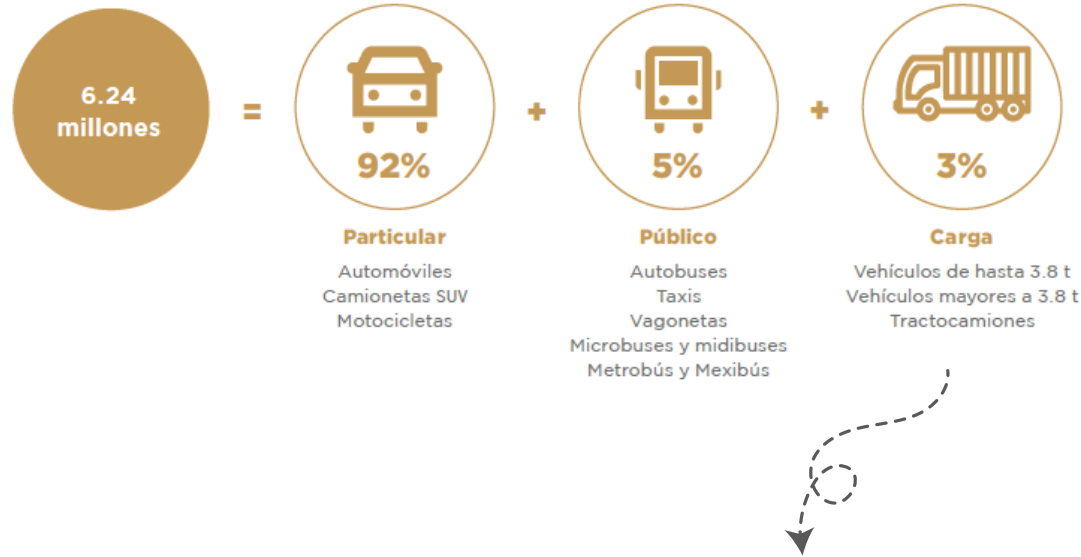 6.24
millones
=
92%
+
5%
+
3%
Particular
Automóviles
Camionetas SUV
Motocicletas
Público
Autobuses
Taxis
Vagonetas
Microbuses y midibuses
Metrobús y Mexibús
Carga
Vehículos de hasta 3.8 t
Vehículos mayores a 3.8 t
Tractocamiones